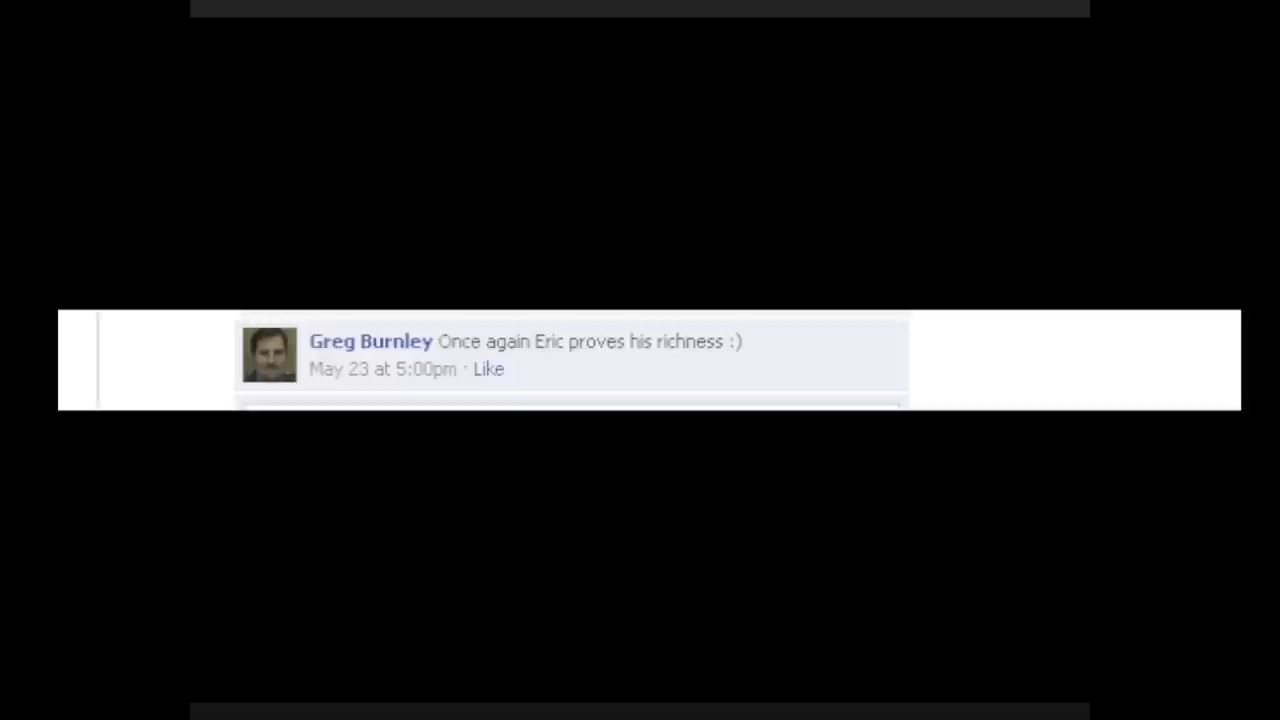 Greg Burnley Once again Eric proves his richness :)
May 23 at 5:00pm · Like